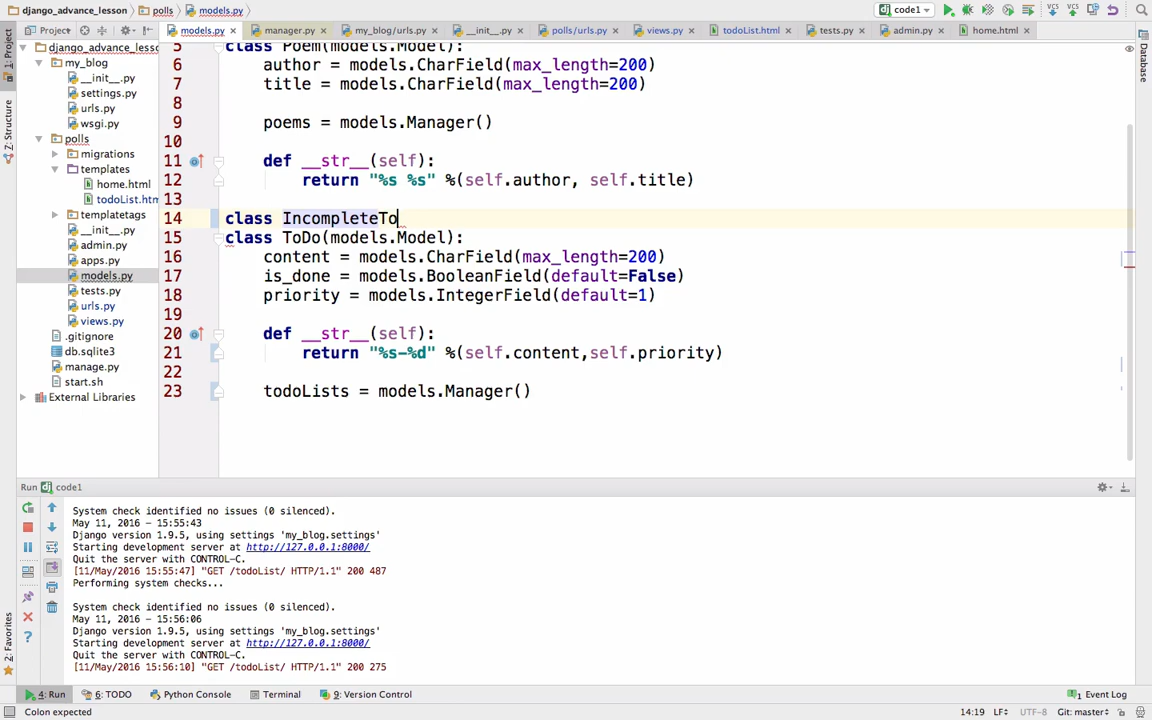 django_advance_lesson polls models.py code1
Project models.py manager.py my_blog/urls.py __init__.py polls/urls.py views.py todoList.html tests.py admin.py home.html
1: Project
Z: Structure
2: Favorites
Database
django_advance_lesso
my_blog
__init__.py
settings.py
urls.py
wsgi.py
polls
migrations
templates
home.html
todoList.htm
templatetags
__init__.py
admin.py
apps.py
models.py
tests.py
urls.py
views.py
.gitignore
db.sqlite3
manage.py
start.sh
External Libraries
5 class Poem(models.Model):
6 author = models.CharField(max_length=200)
7 title = models.CharField(max_length=200)
8
9 poems = models.Manager()
10
11 def __str__(self):
12 return "%s %s" %(self.author, self.title)
13
14 class IncompleteTo
15 class ToDo(models.Model):
16 content = models.CharField(max_length=200)
17 is_done = models.BooleanField(default=False)
18 priority = models.IntegerField(default=1)
19
20 def __str__(self):
21 return "%s-%d" %(self.content,self.priority)
22
23 todoLists = models.Manager()
Run code1
System check identified no issues (0 silenced).
May 11, 2016 - 15:55:43
Django version 1.9.5, using settings 'my_blog.settings'
Starting development server at http://127.0.0.1:8000/
Quit the server with CONTROL-C.
[11/May/2016 15:55:47] "GET /todoList/ HTTP/1.1" 200 487
Performing system checks...
System check identified no issues (0 silenced).
May 11, 2016 - 15:56:06
Django version 1.9.5, using settings 'my_blog.settings'
Starting development server at http://127.0.0.1:8000/
Quit the server with CONTROL-C.
[11/May/2016 15:56:10] "GET /todoList/ HTTP/1.1" 200 275
4: Run 6: TODO Python Console Terminal 9: Version Control 1 Event Log
Colon expected 14:19 LF UTF-8 Git: master